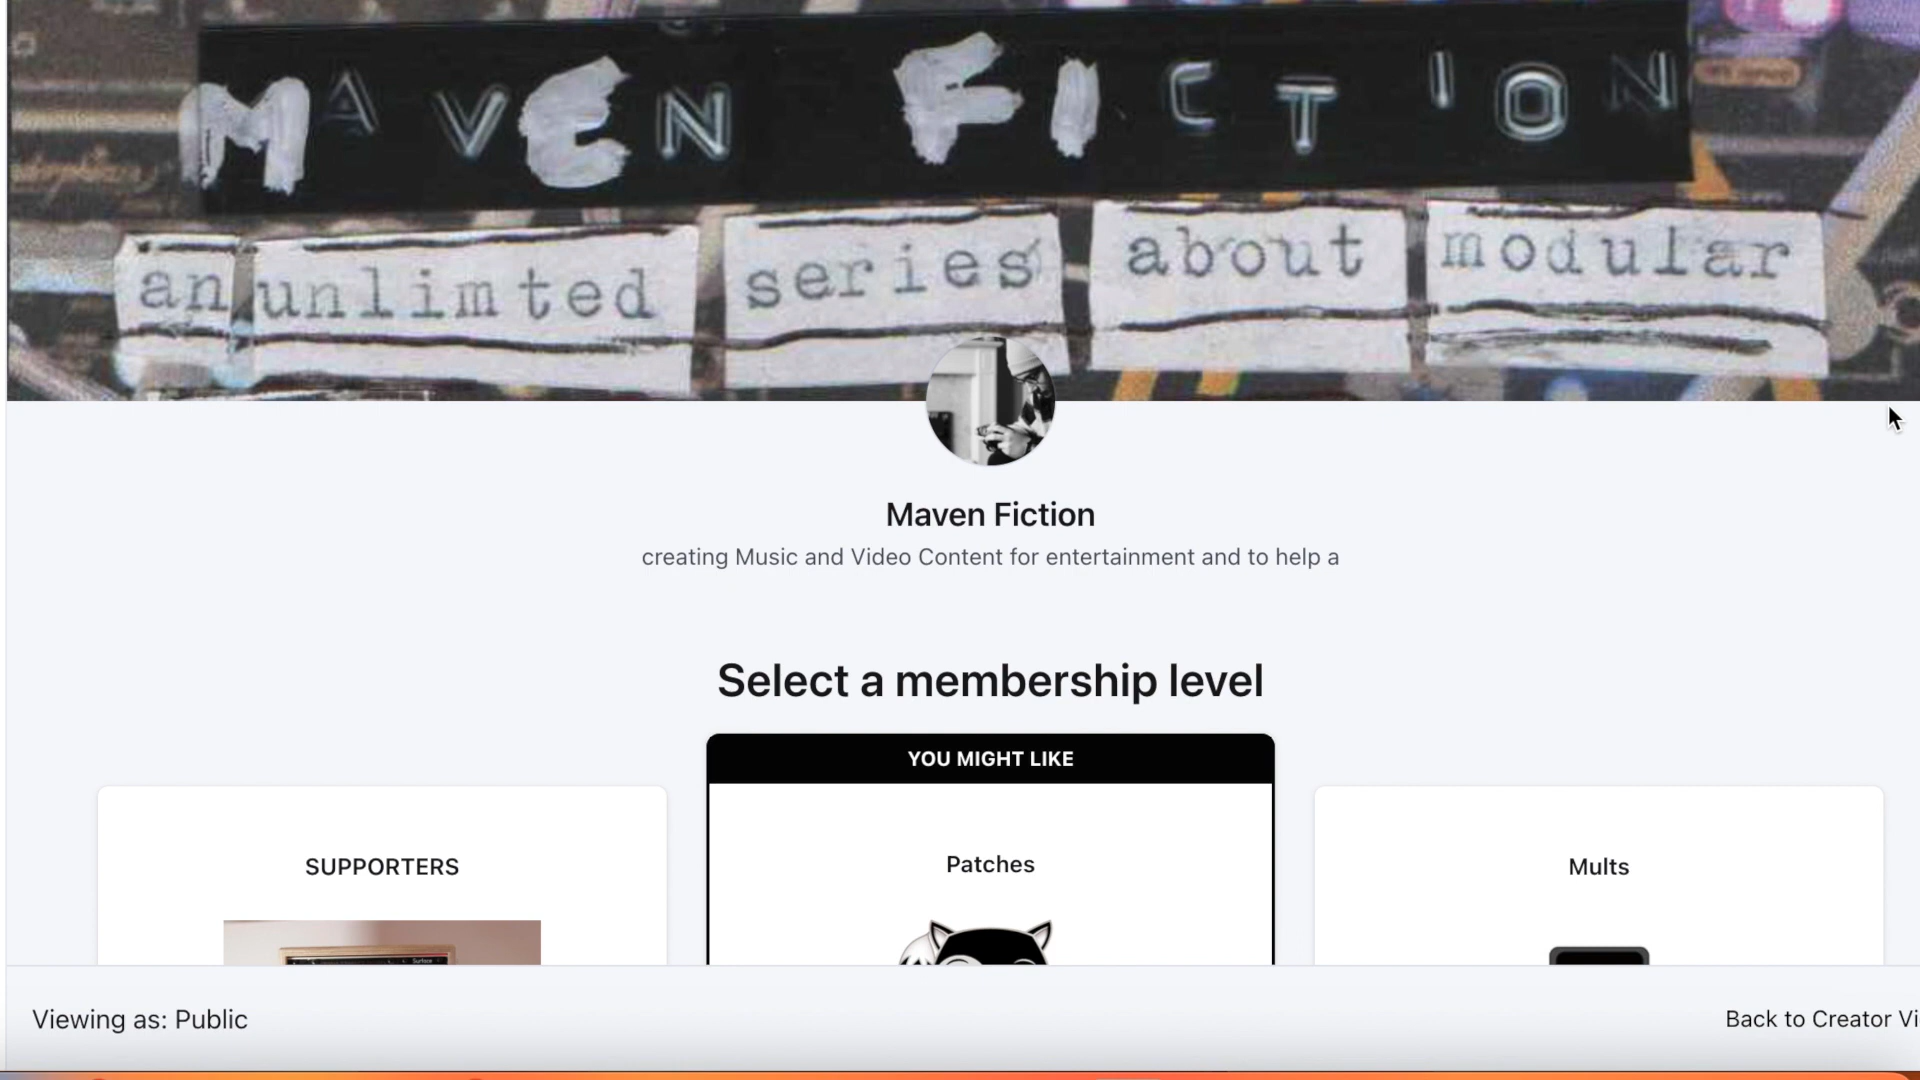 MAVEN FICTION
an unlimted series about modular
Maven Fiction
creating Music and Video Content for entertainment and to help a
Select a membership level
YOU MIGHT LIKE
SUPPORTERS
Patches
Mults
Surface
Viewing as: Public
Back to Creator Vi